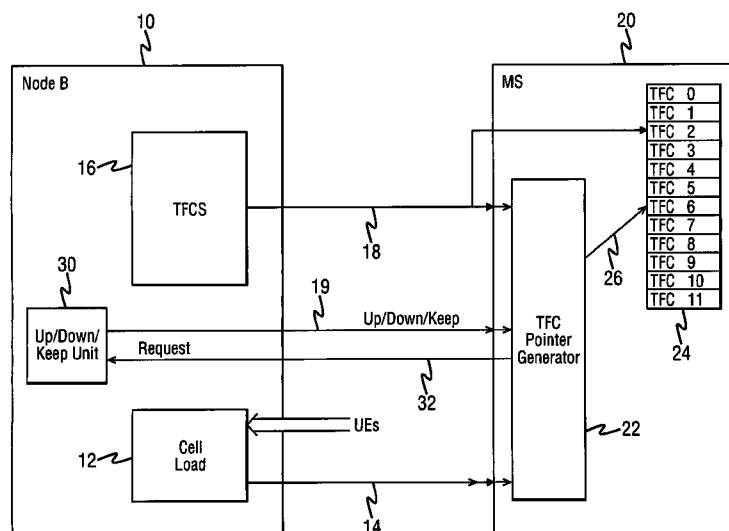 10
20
Node B
MS
TFC 0
TFC 1
TFC 2
TFC 3
TFC 4
TFC 5
TFC 6
TFC 7
TFC 8
TFC 9
TFC 10
TFC 11
16
TFCS
18
26
24
30
19
Up/Down/
Keep Unit
Up/Down/Keep
Request
32
TFC
Pointer
Generator
22
12
Cell
Load
UEs
14